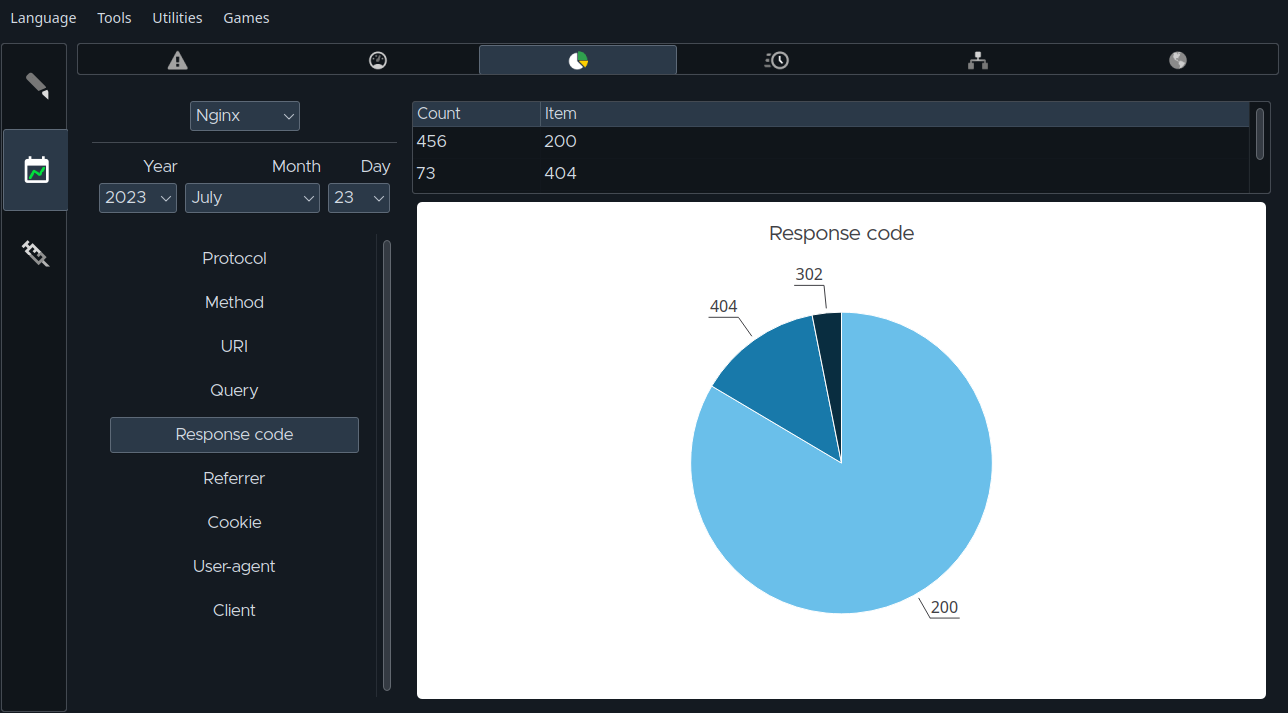 Language Tools Utilities Games
Nginx
Year Month Day
2023 July 23
Protocol
Method
URI
Query
Response code
Referrer
Cookie
User-agent
Client
Count Item
456 200
73 404
Response code
302
404
200